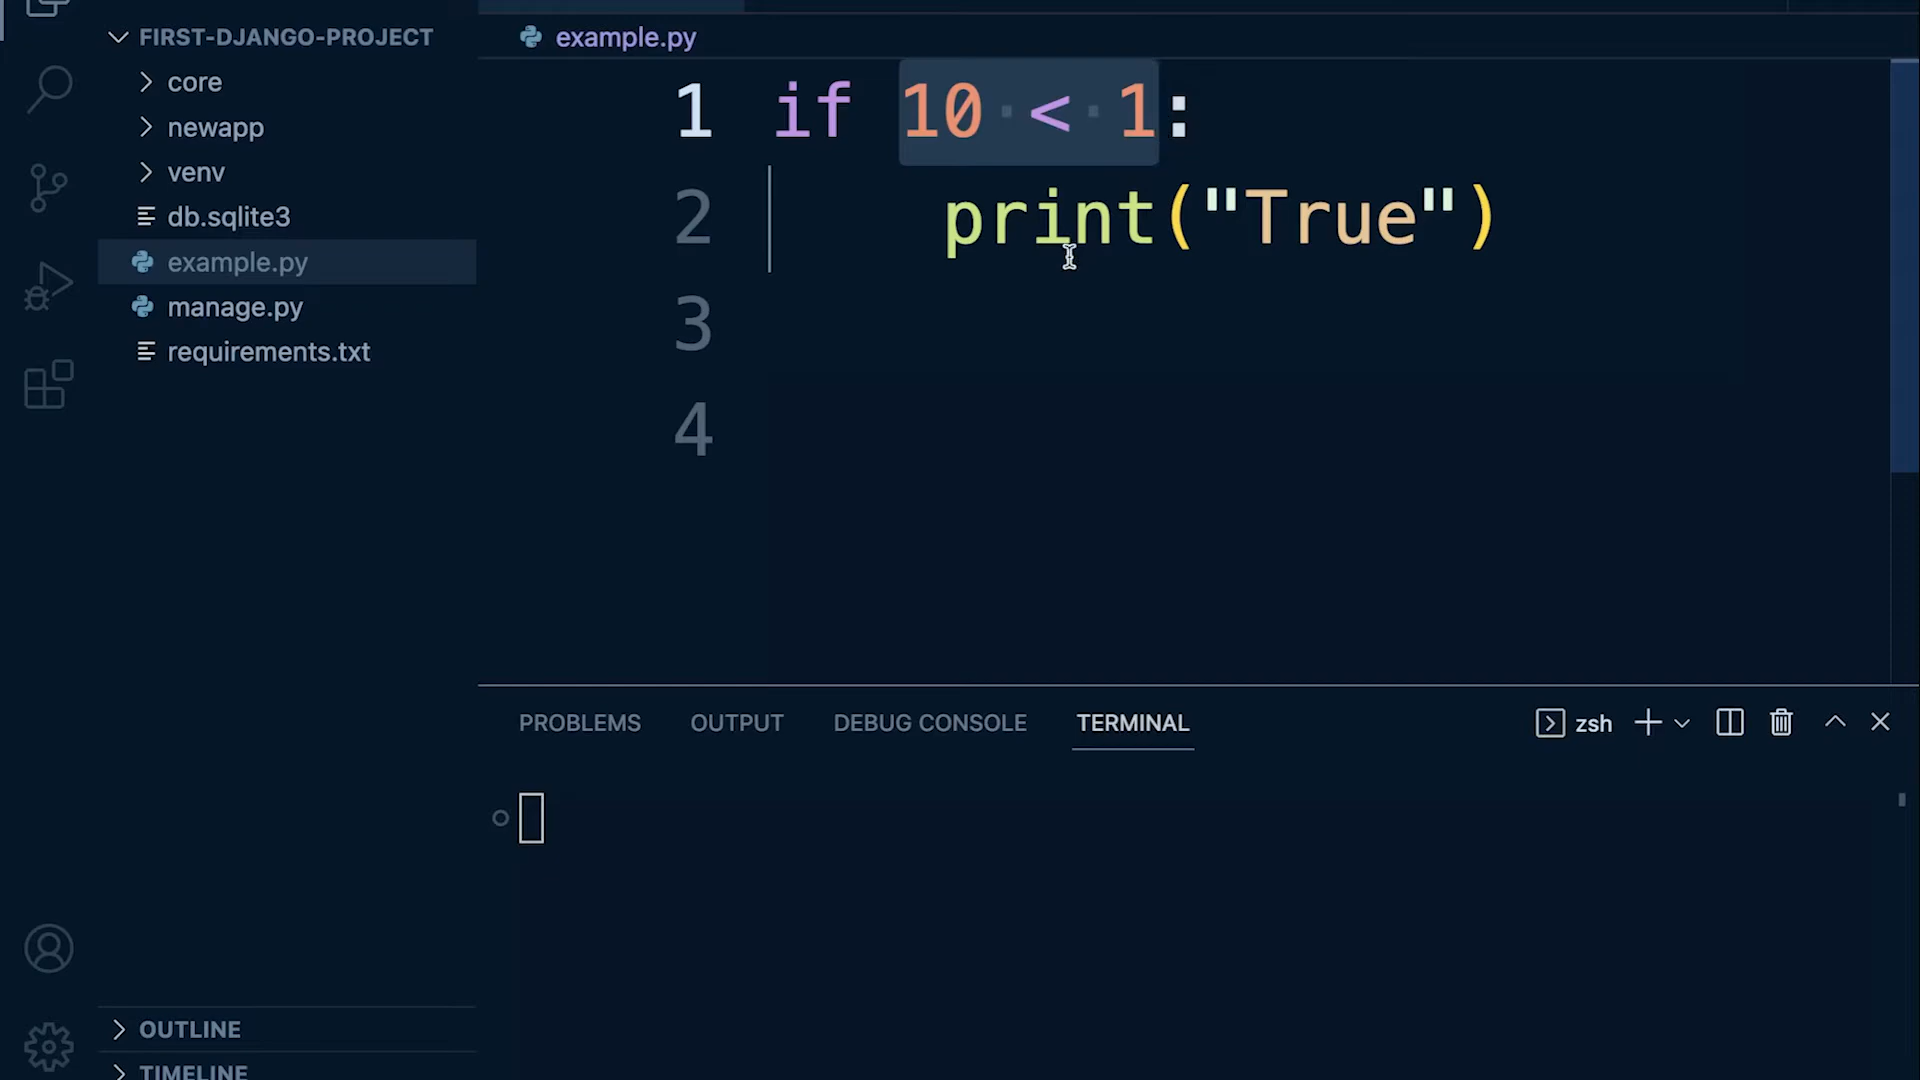 FIRST-DJANGO-PROJECT
core
newapp
venv
db.sqlite3
example.py
manage.py
requirements.txt
OUTLINE
TIMELINE
example.py
1 if 10 < 1:
2 print("True")
3
4
PROBLEMS OUTPUT DEBUG CONSOLE TERMINAL zsh